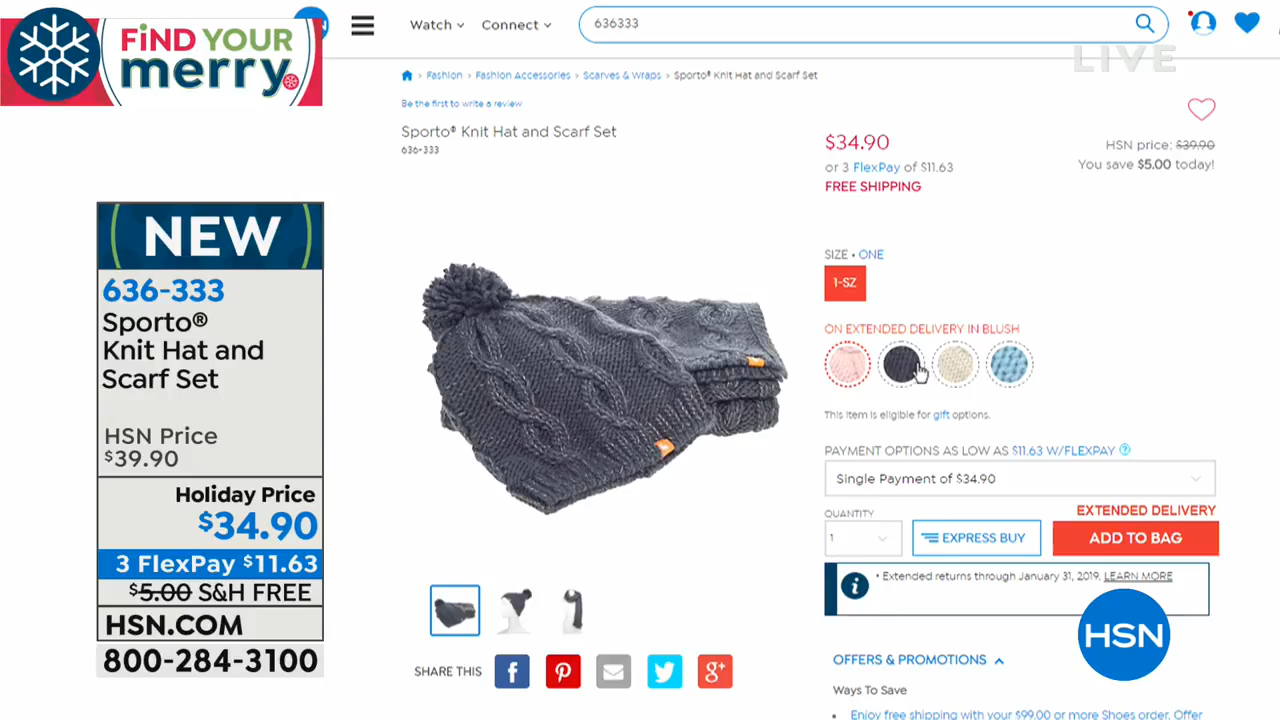 FiND YOUR
merry
Watch
Connect
636333
LIVE
Fashion > Fashion Accessories > Scarves & Wraps > Sporto® Knit Hat and Scarf Set
Be the first to write a review
Sporto® Knit Hat and Scarf Set
636-333
$34.90
or 3 FlexPay of $11.63
FREE SHIPPING
HSN price: $39.90
You save $5.00 today!
SIZE • ONE
1-SZ
ON EXTENDED DELIVERY IN BLUSH
This item is eligible for gift options.
PAYMENT OPTIONS AS LOW AS $11.63 W/FLEXPAY ?
Single Payment of $34.90
QUANTITY
1
EXPRESS BUY
EXTENDED DELIVERY
ADD TO BAG
i
• Extended returns through January 31, 2019. LEARN MORE
HSN
OFFERS & PROMOTIONS
Ways To Save
• Enjoy free shipping with your $99.00 or more Shoes order. Offer
SHARE THIS
f
g+
NEW
636-333
Sporto®
Knit Hat and
Scarf Set
HSN Price
$39.90
Holiday Price
$34.90
3 FlexPay $11.63
$5.00 S&H FREE
HSN.COM
800-284-3100